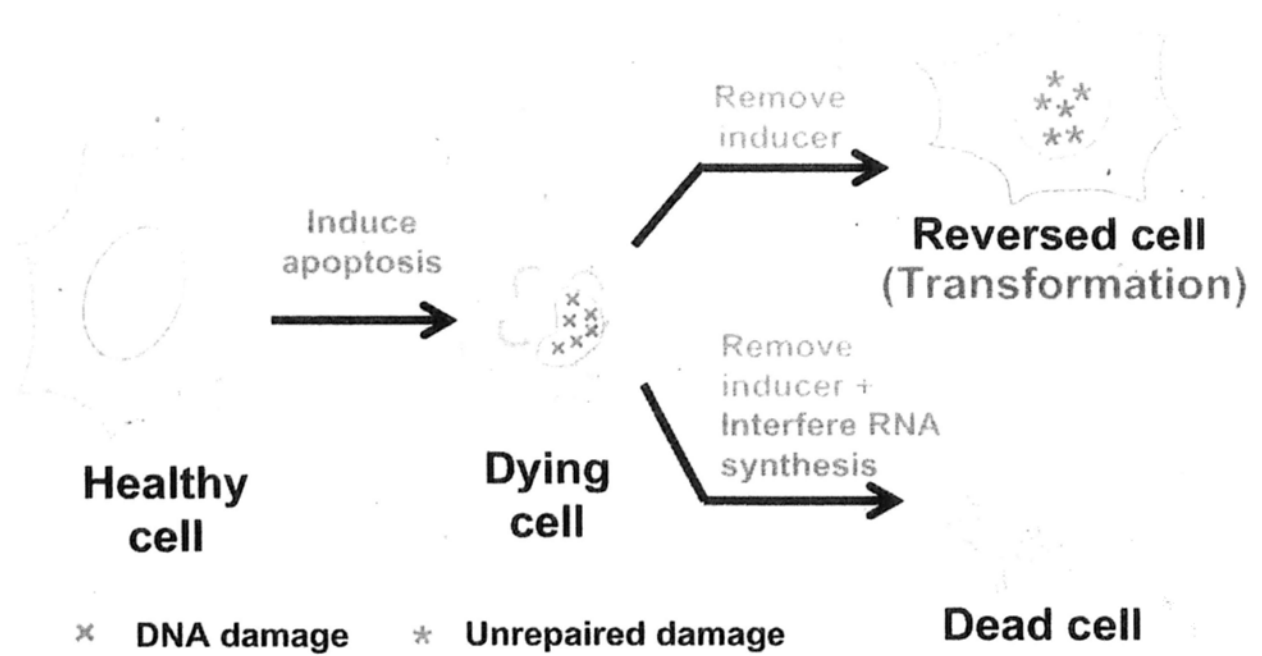 Remove
inducer
Induce
apoptosis
Reversed cell
(Transformation)
Remove
inducer +
Interfere RNA
synthesis
Healthy
cell
Dying
cell
Dead cell
× DNA damage
* Unrepaired damage